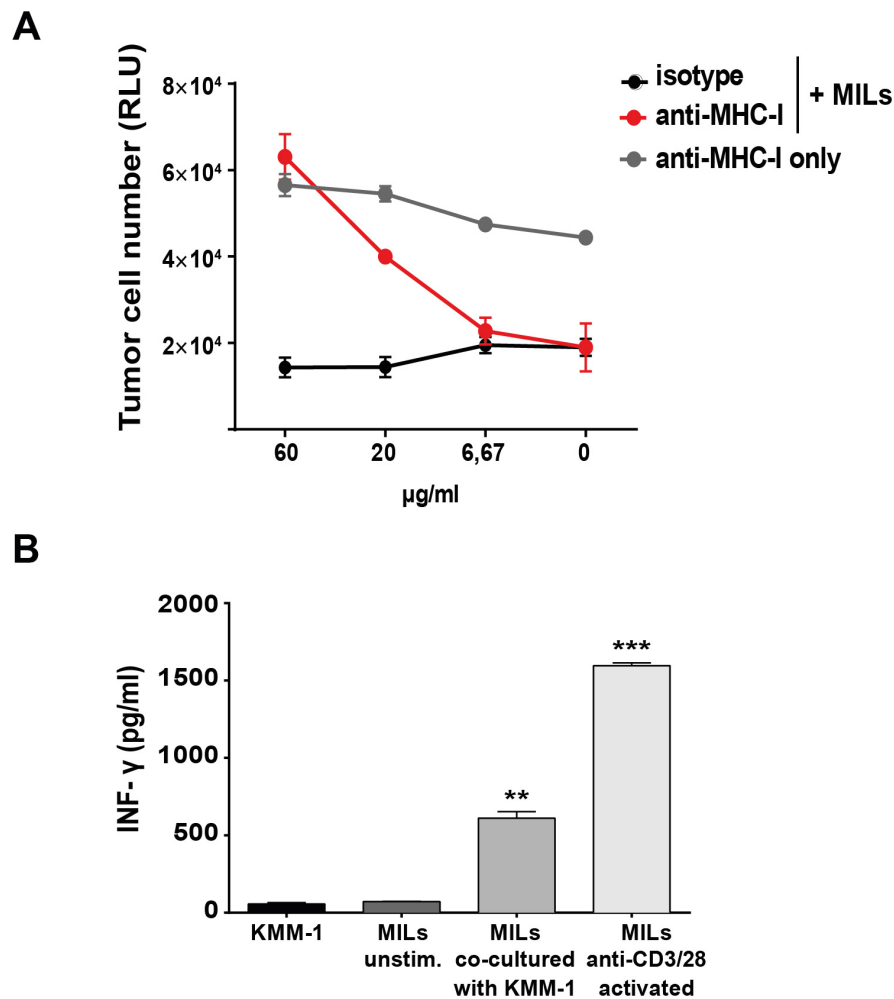 A
Tumor cell number (RLU)
8×10⁴
6×10⁴
4×10⁴
2×10⁴
60 20 6,67 0
µg/ml
isotype
anti-MHC-I
+ MILs
anti-MHC-I only
B
INF- γ (pg/ml)
2000
1500
1000
500
0
**
***
KMM-1
MILs
unstim.
MILs
co-cultured
with KMM-1
MILs
anti-CD3/28
activated